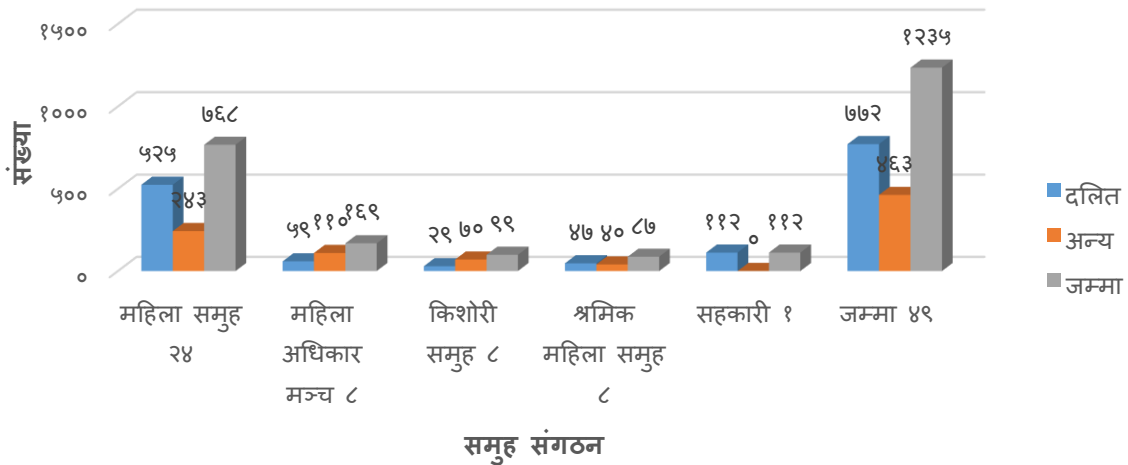 संख्या
१५००
१०००
५००
०
५२५
२४३
७६८
५९
११०
१६९
२९
७०
९९
४७
४०
८७
११२
०
११२
७७२
४६३
१२३५
महिला समुह
२४
महिला
अधिकार
मञ्च ८
किशोरी
समुह ८
श्रमिक
महिला समुह
८
सहकारी १
जम्मा ४९
समुह संगठन
दलित
अन्य
जम्मा